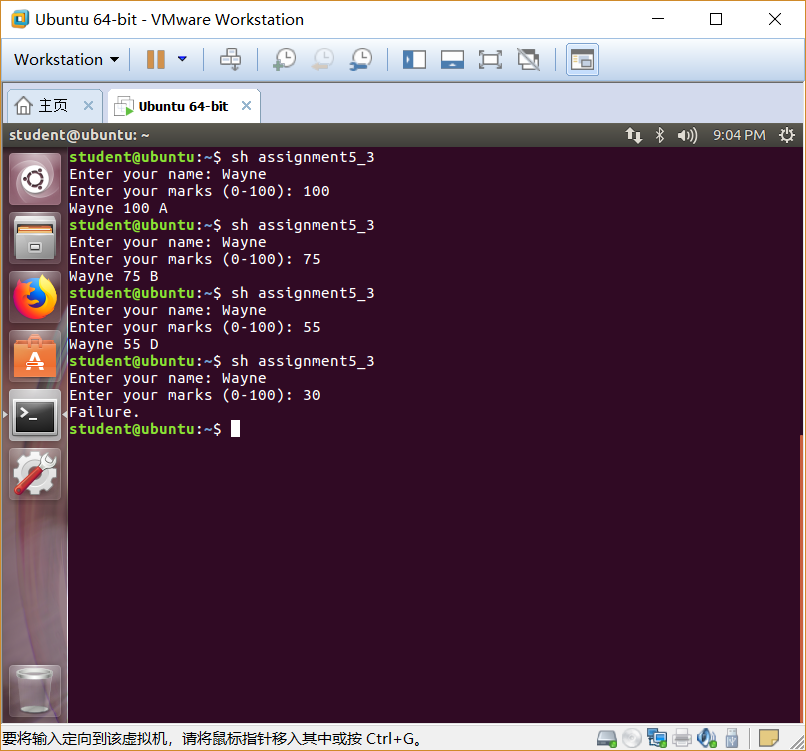 Ubuntu 64-bit - VMware Workstation
Workstation
主页
Ubuntu 64-bit
student@ubuntu: ~
9:04 PM
student@ubuntu:~$ sh assignment5_3
Enter your name: Wayne
Enter your marks (0-100): 100
Wayne 100 A
student@ubuntu:~$ sh assignment5_3
Enter your name: Wayne
Enter your marks (0-100): 75
Wayne 75 B
student@ubuntu:~$ sh assignment5_3
Enter your name: Wayne
Enter your marks (0-100): 55
Wayne 55 D
student@ubuntu:~$ sh assignment5_3
Enter your name: Wayne
Enter your marks (0-100): 30
Failure.
student@ubuntu:~$
要将输入定向到该虚拟机，请将鼠标指针移入其中或按 Ctrl+G。